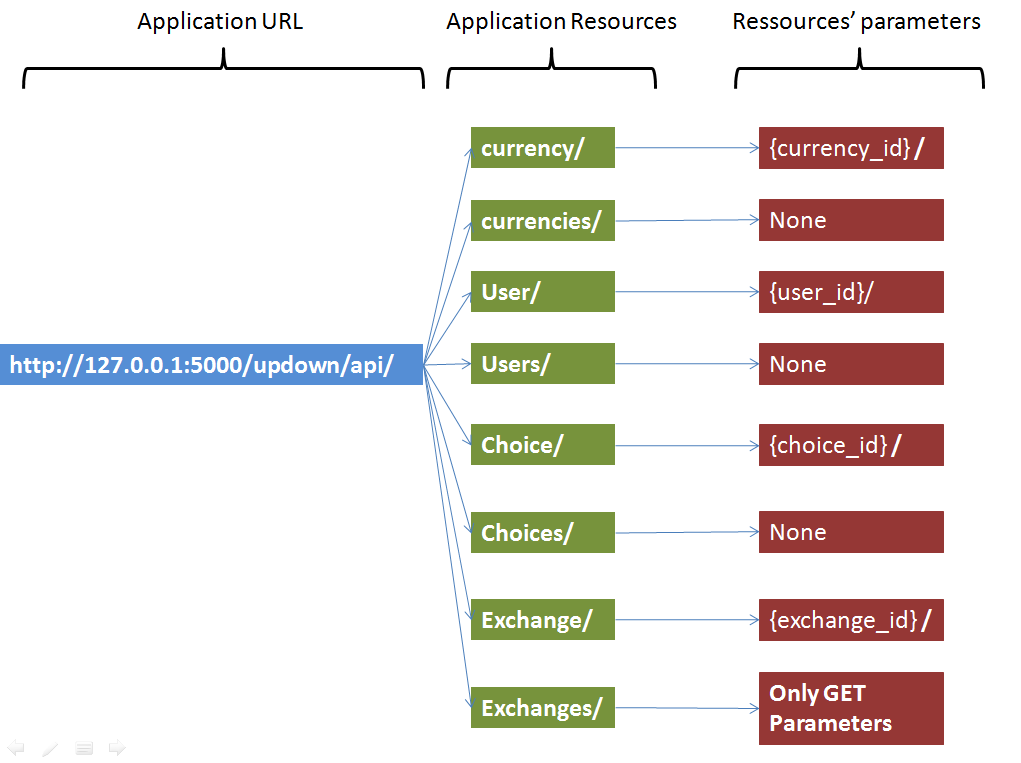 Application URL
Application Resources
Ressources' parameters
currency/
{currency_id}/
currencies/
None
User/
{user_id}/
http://127.0.0.1:5000/updown/api/
Users/
None
Choice/
{choice_id}/
Choices/
None
Exchange/
{exchange_id}/
Exchanges/
Only GET
Parameters